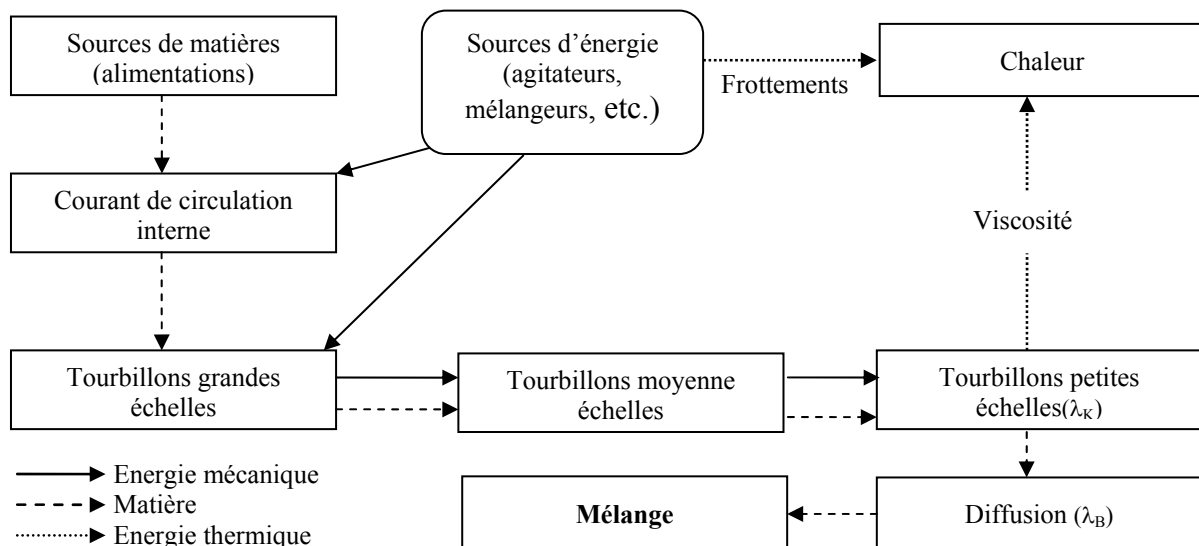 Sources de matières
(alimentations)
Sources d’énergie
(agitateurs,
mélangeurs, etc.)
Frottements
Chaleur
Courant de circulation
interne
Viscosité
Tourbillons grandes
échelles
Tourbillons moyenne
échelles
Tourbillons petites
échelles(λK)
Energie mécanique
Matière
Energie thermique
Mélange
Diffusion (λB)